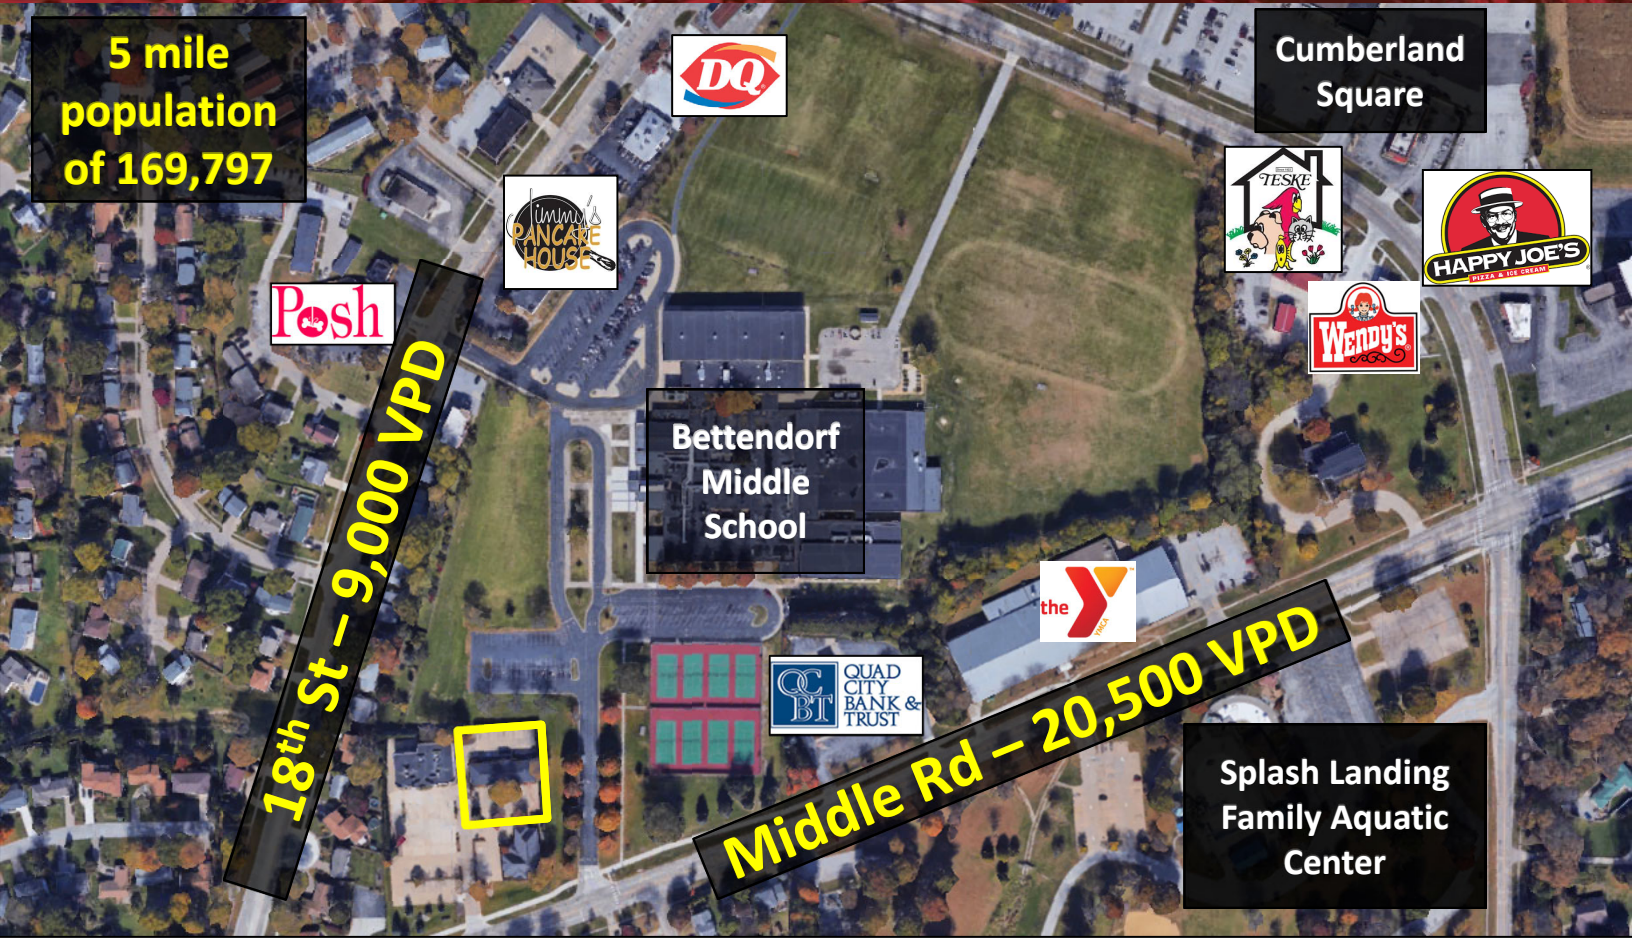 5 mile
population
of 169,797
DQ
Cumberland
Square
Jimmy's
PANCAKE
HOUSE
TESKE
HAPPY JOE'S
PIZZA & ICE CREAM
Posh
WENDY'S
18th St – 9,000 VPD
Bettendorf
Middle
School
the
YMCA
QCBT
QUAD
CITY
BANK &
TRUST
Middle Rd – 20,500 VPD
Splash Landing
Family Aquatic
Center